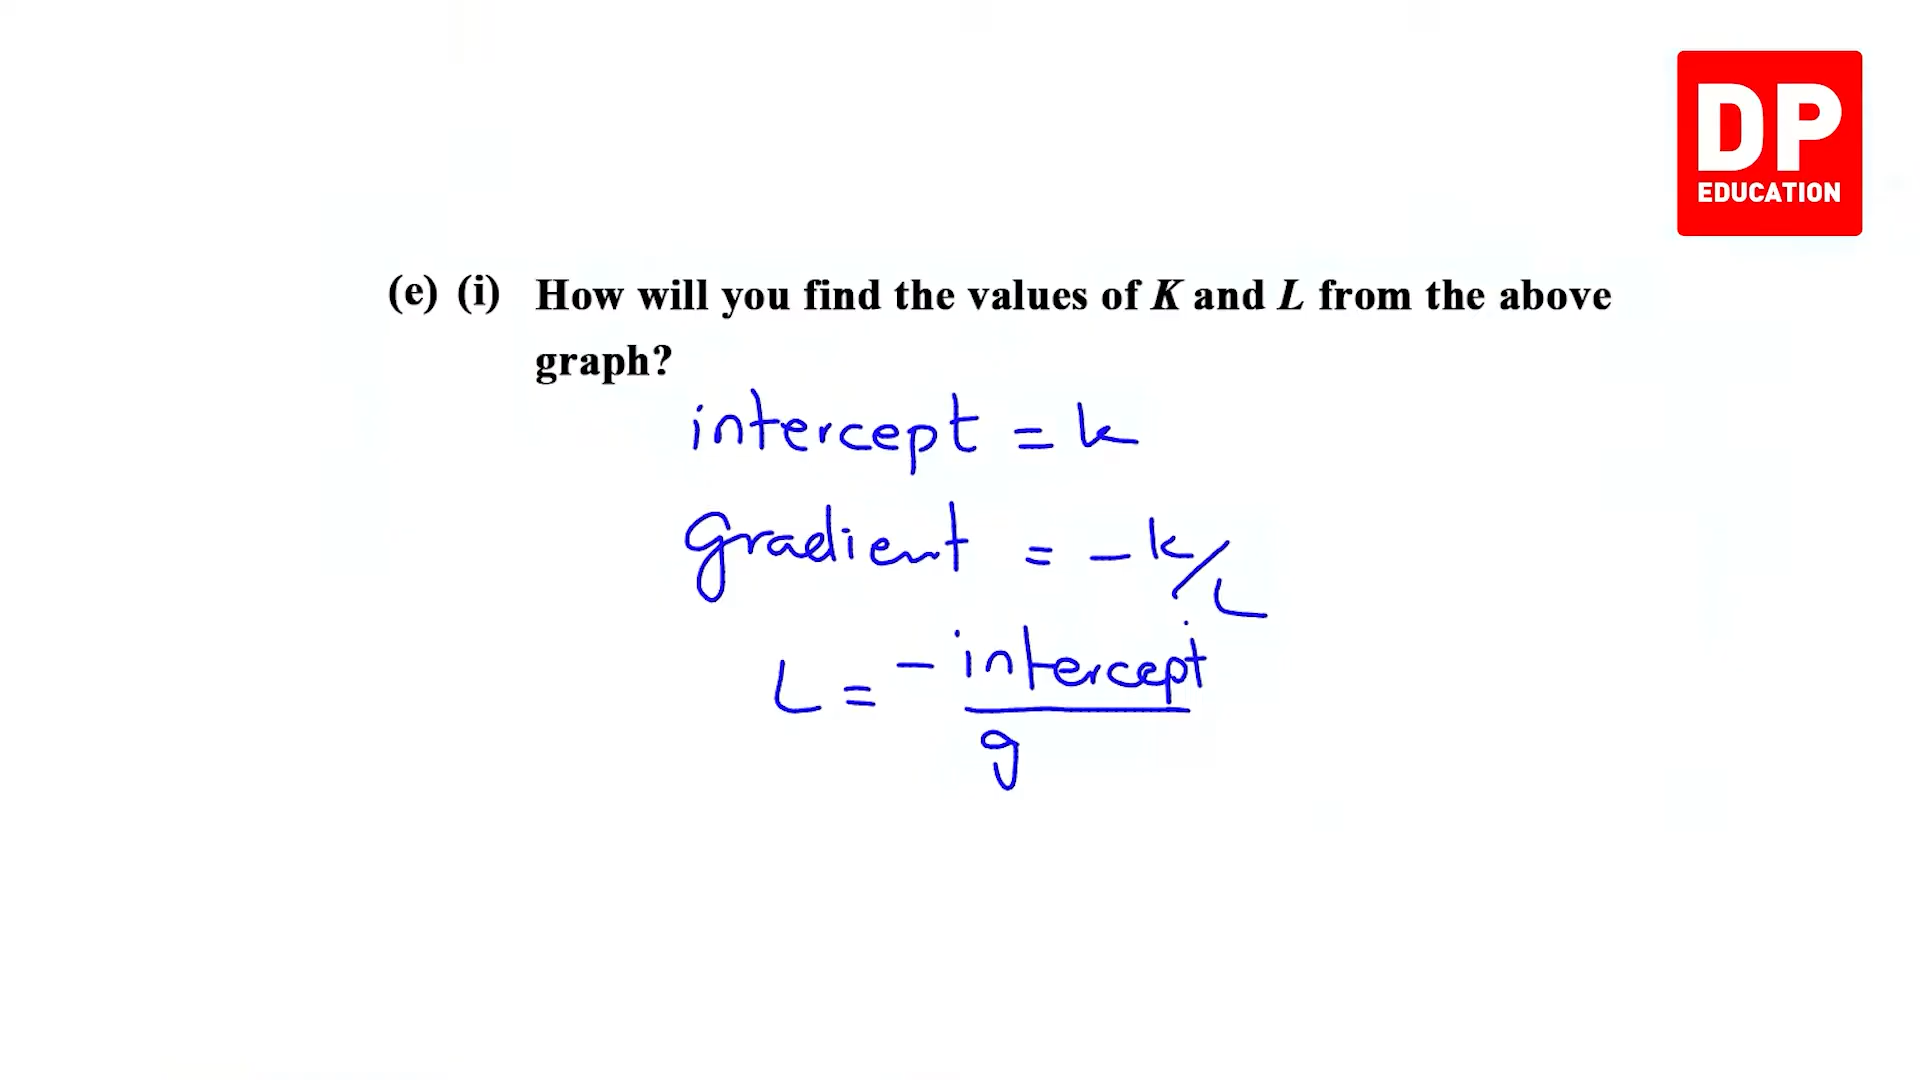 DP
EDUCATION
(e) (i) How will you find the values of K and L from the above
graph?
intercept = k
gradient = - k/L
L = - intercept
g